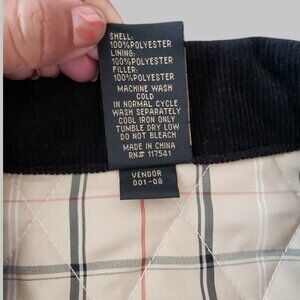 SHELL:
100%POLYESTER
LINING:
100%POLYESTER
FILLER:
100%POLYESTER
MACHINE WASH
COLD
IN NORMAL CYCLE
WASH SEPARATELY
COOL IRON ONLY
TUMBLE DRY LOW
DO NOT BLEACH
MADE IN CHINA
RN# 117541
VENDOR
001-08